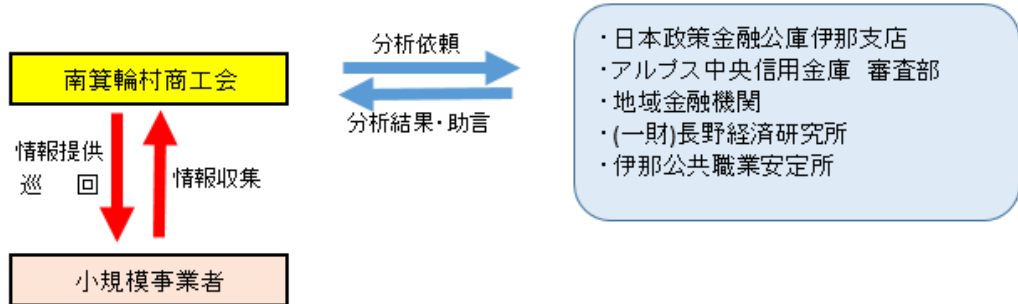 南箕輪村商工会
分析依頼
分析結果・助言
・日本政策金融公庫伊那支店
・アルプス中央信用金庫　審査部
・地域金融機関
・(一財)長野経済研究所
・伊那公共職業安定所
情報提供
巡　　回
情報収集
小規模事業者